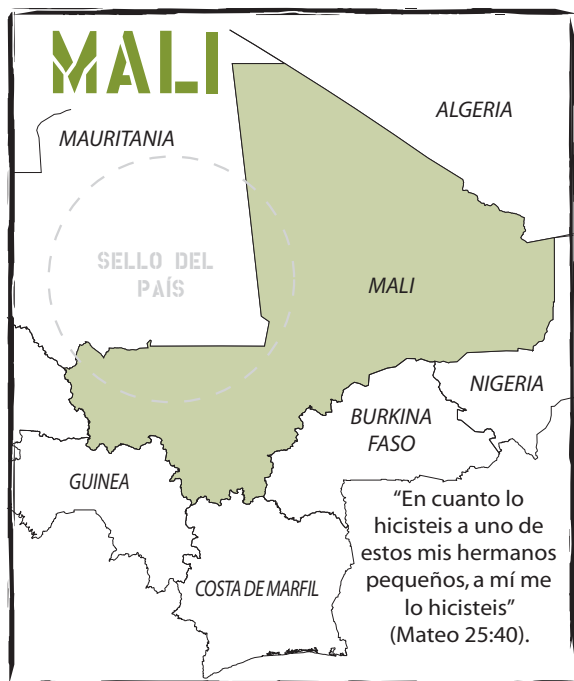 MALI
ALGERIA
MAURITANIA
SELLO DEL
PAÍS
MALI
NIGERIA
BURKINA
FASO
GUINEA
COSTA DE MARFIL
“En cuanto lo
hicisteis a uno de
estos mis hermanos
pequeños, a mí me
lo hicisteis”
(Mateo 25:40).